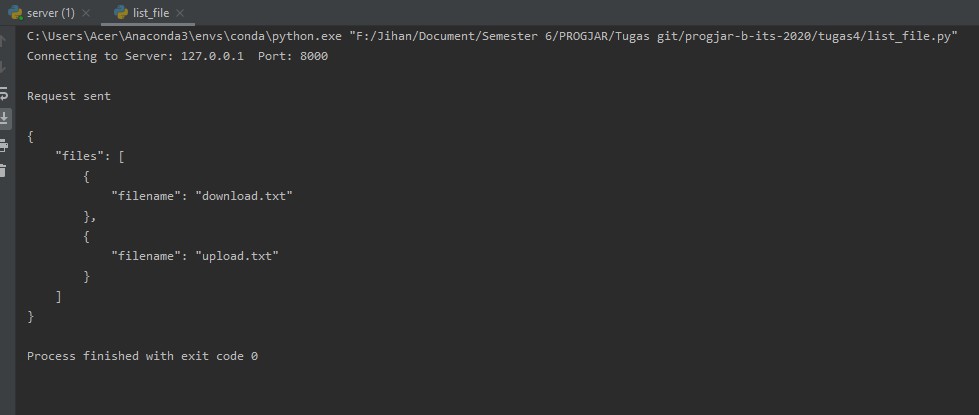 server (1) × list_file ×
C:\Users\Acer\Anaconda3\envs\conda\python.exe "F:/Jihan/Document/Semester 6/PROGJAR/Tugas git/progjar-b-its-2020/tugas4/list_file.py"
Connecting to Server: 127.0.0.1  Port: 8000
Request sent
{
    "files": [
        {
            "filename": "download.txt"
        },
        {
            "filename": "upload.txt"
        }
    ]
}
Process finished with exit code 0